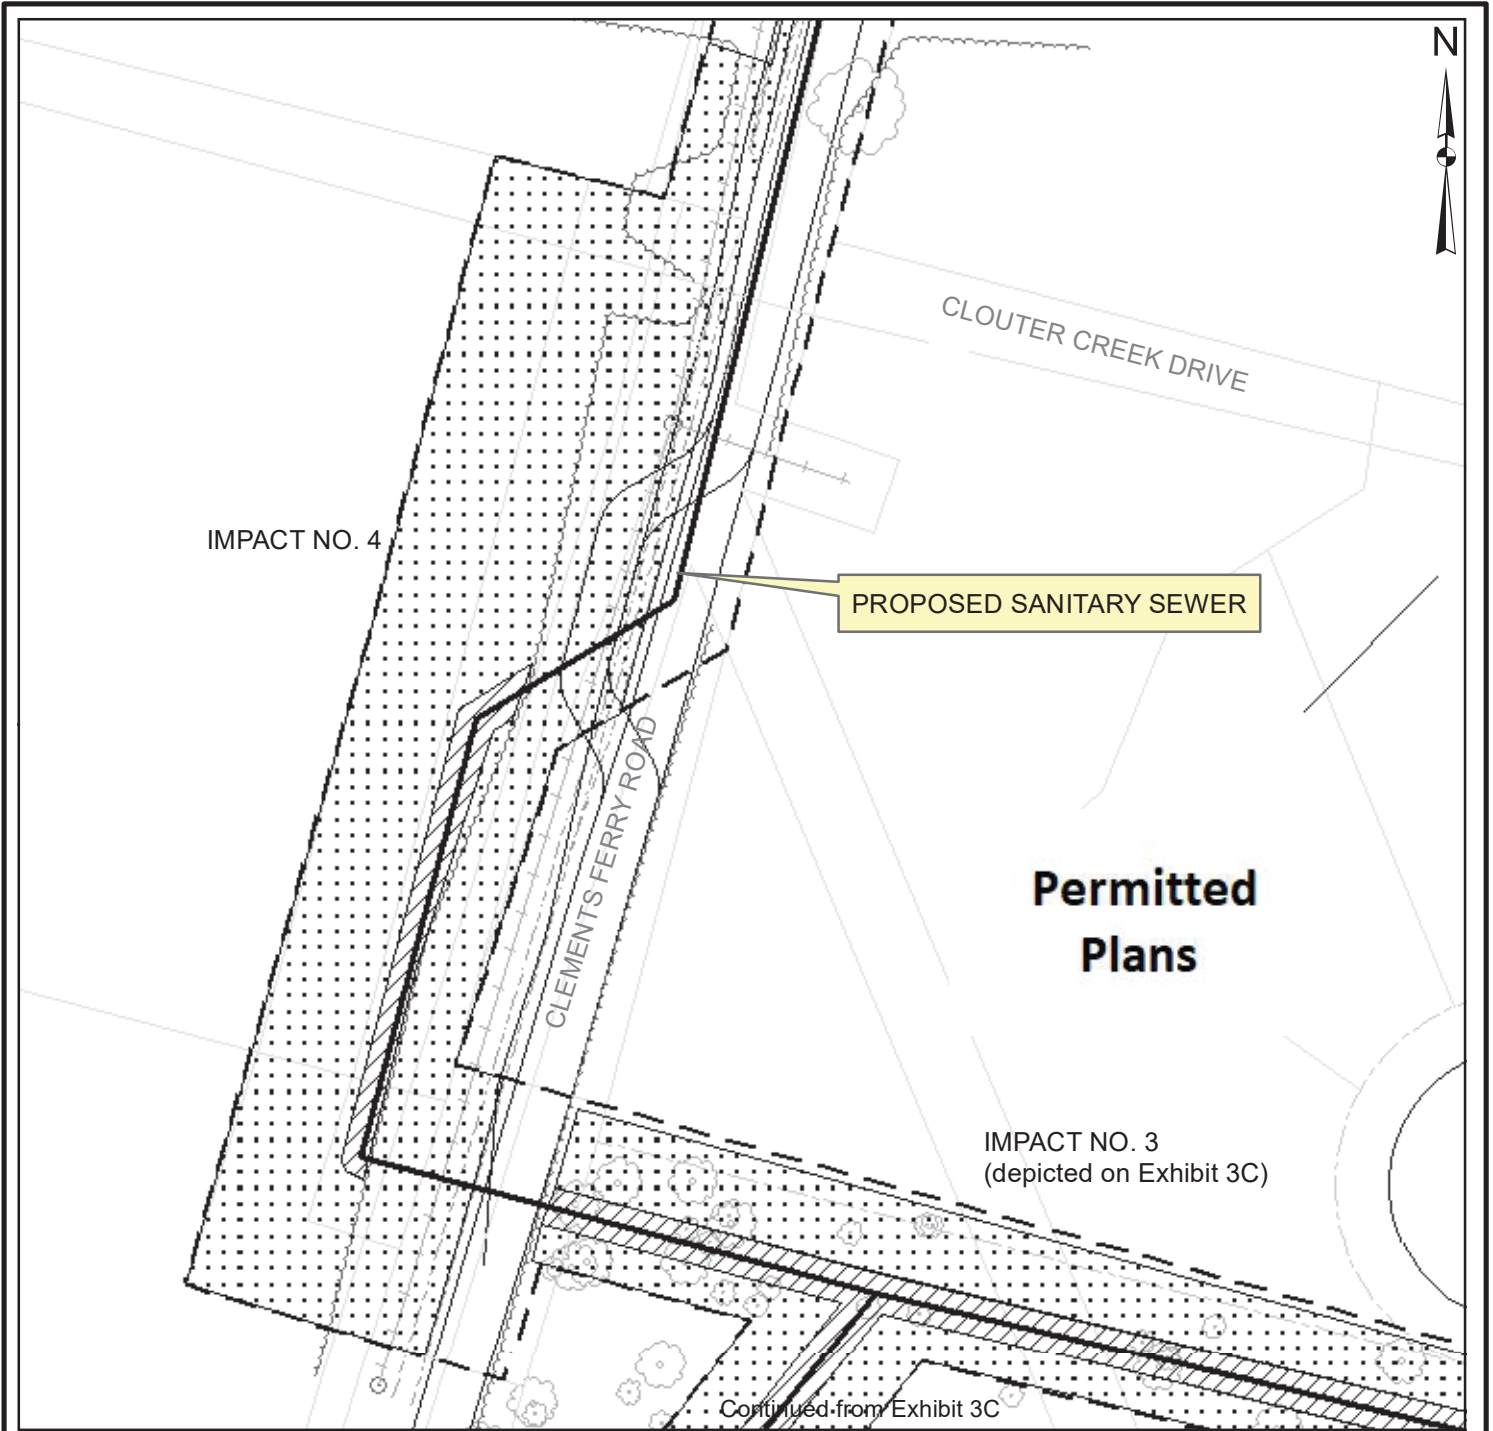 N
CLOUTER CREEK DRIVE
IMPACT NO. 4
PROPOSED SANITARY SEWER
CLEMENTS FERRY ROAD
Permitted
Plans
IMPACT NO. 3
(depicted on Exhibit 3C)
Continued from Exhibit 3C